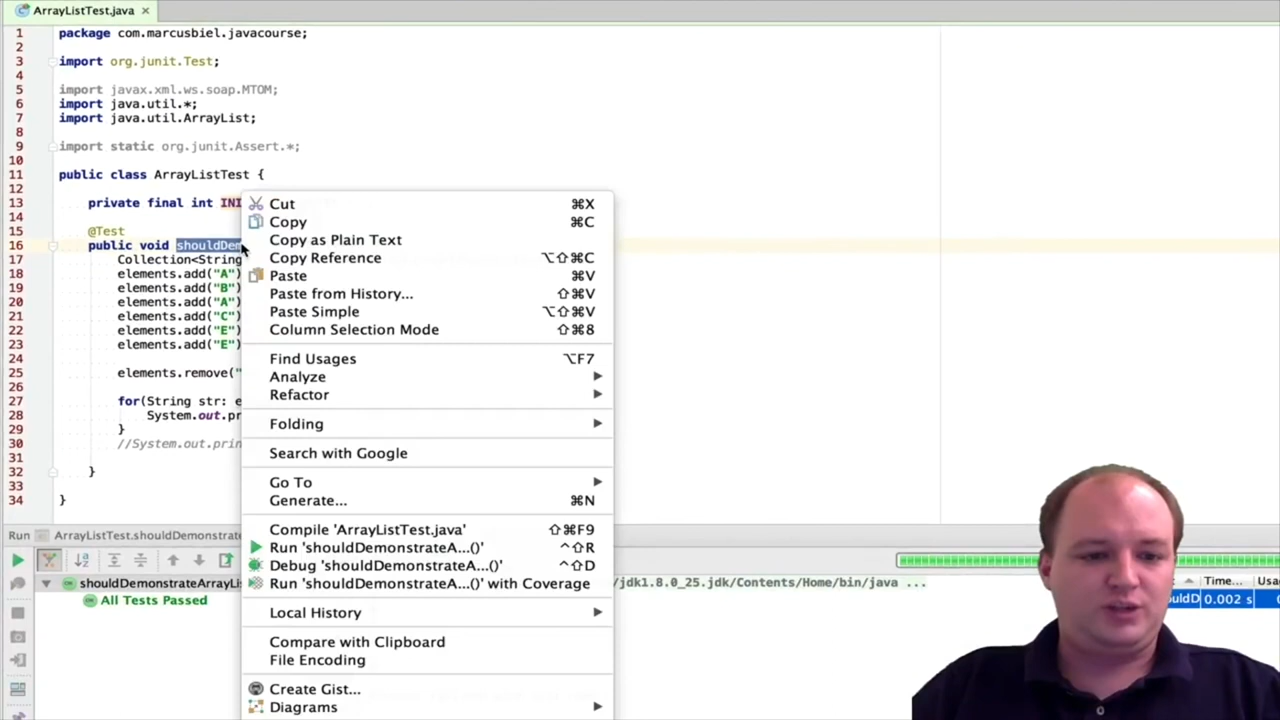 ArrayListTest.java ×
1 package com.marcusbiel.javacourse;
2
3 import org.junit.Test;
4
5 import javax.xml.ws.soap.MTOM;
6 import java.util.*;
7 import java.util.ArrayList;
8
9 import static org.junit.Assert.*;
10
11 public class ArrayListTest {
12
13 private final int INI
14
15 @Test
16 public void shouldDem
17 Collection<String
18 elements.add("A")
19 elements.add("B")
20 elements.add("A")
21 elements.add("C")
22 elements.add("E")
23 elements.add("E")
24
25 elements.remove("
26
27 for(String str: e
28 System.out.pr
29 }
30 //System.out.prin
31
32 }
33
34 }
Cut ⌘X
Copy ⌘C
Copy as Plain Text
Copy Reference ⌥⇧⌘C
Paste ⌘V
Paste from History... ⇧⌘V
Paste Simple ⌥⇧⌘V
Column Selection Mode ⇧⌘8
Find Usages ⌥F7
Analyze
Refactor
Folding
Search with Google
Go To
Generate... ⌘N
Compile 'ArrayListTest.java' ⇧⌘F9
Run 'shouldDemonstrateA...()' ^⇧R
Debug 'shouldDemonstrateA...()' ^⇧D
Run 'shouldDemonstrateA...()' with Coverage
Local History
Compare with Clipboard
File Encoding
Create Gist...
Diagrams
Run ArrayListTest.shouldDemonstrate
shouldDemonstrateArrayLis
All Tests Passed
/jdk1.8.0_25.jdk/Contents/Home/bin/java ...
Time... Usa
ouldD 0.002 s